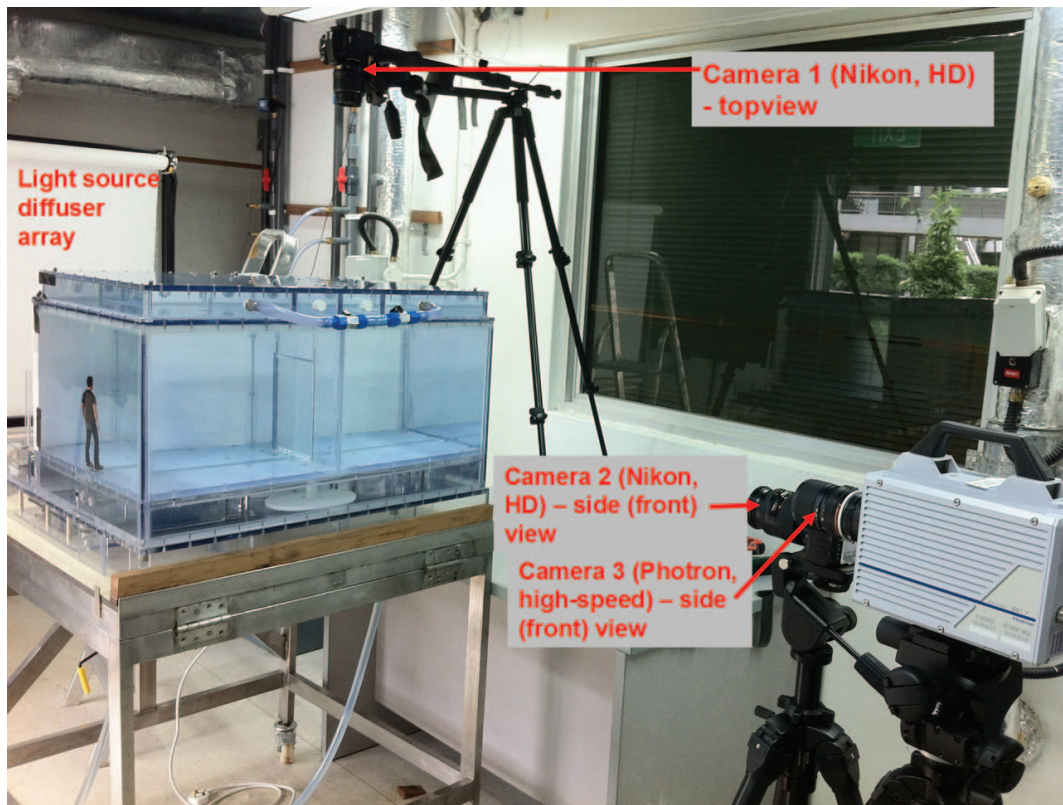 Camera 1 (Nikon, HD)
- topview
EXIT
Light source
diffuser
array
Camera 2 (Nikon,
HD) – side (front)
view
Camera 3 (Photron,
high-speed) – side
(front) view